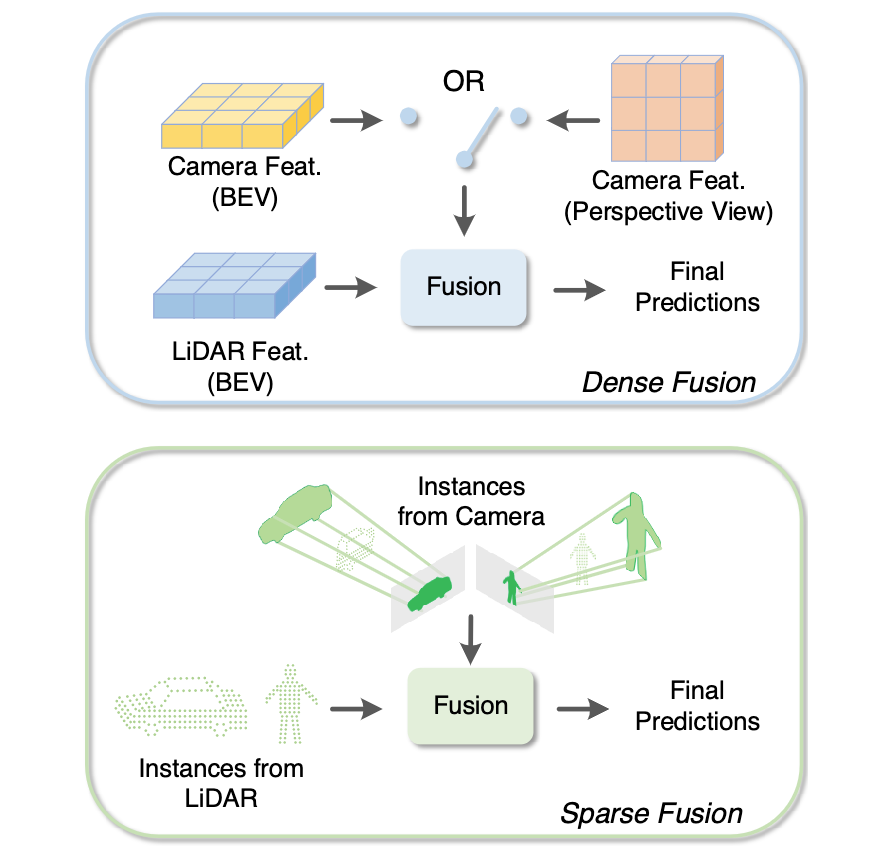 OR
Camera Feat.
(BEV)
Camera Feat.
(Perspective View)
Fusion
Final
Predictions
LiDAR Feat.
(BEV)
Dense Fusion
Instances
from Camera
Fusion
Final
Predictions
Instances from
LiDAR
Sparse Fusion